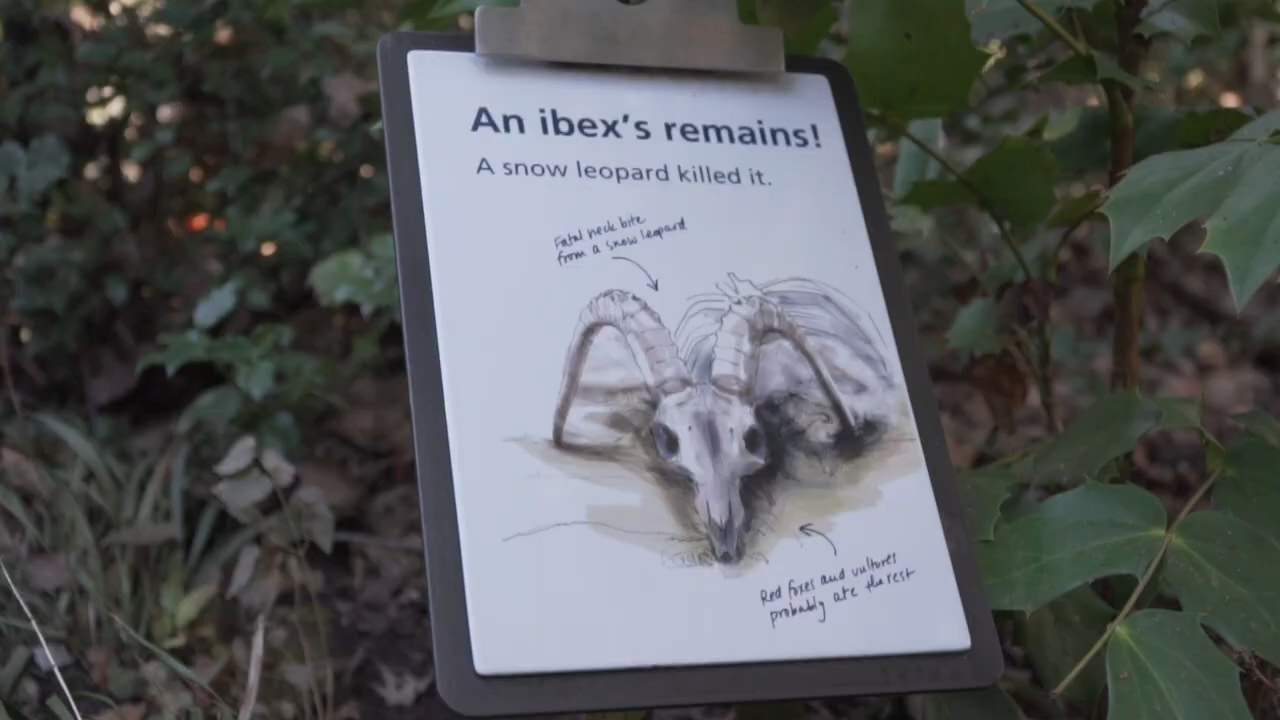 An ibex's remains!
A snow leopard killed it.
Fatal neck bite
from a snow leopard
Red foxes and vultures
probably ate the rest